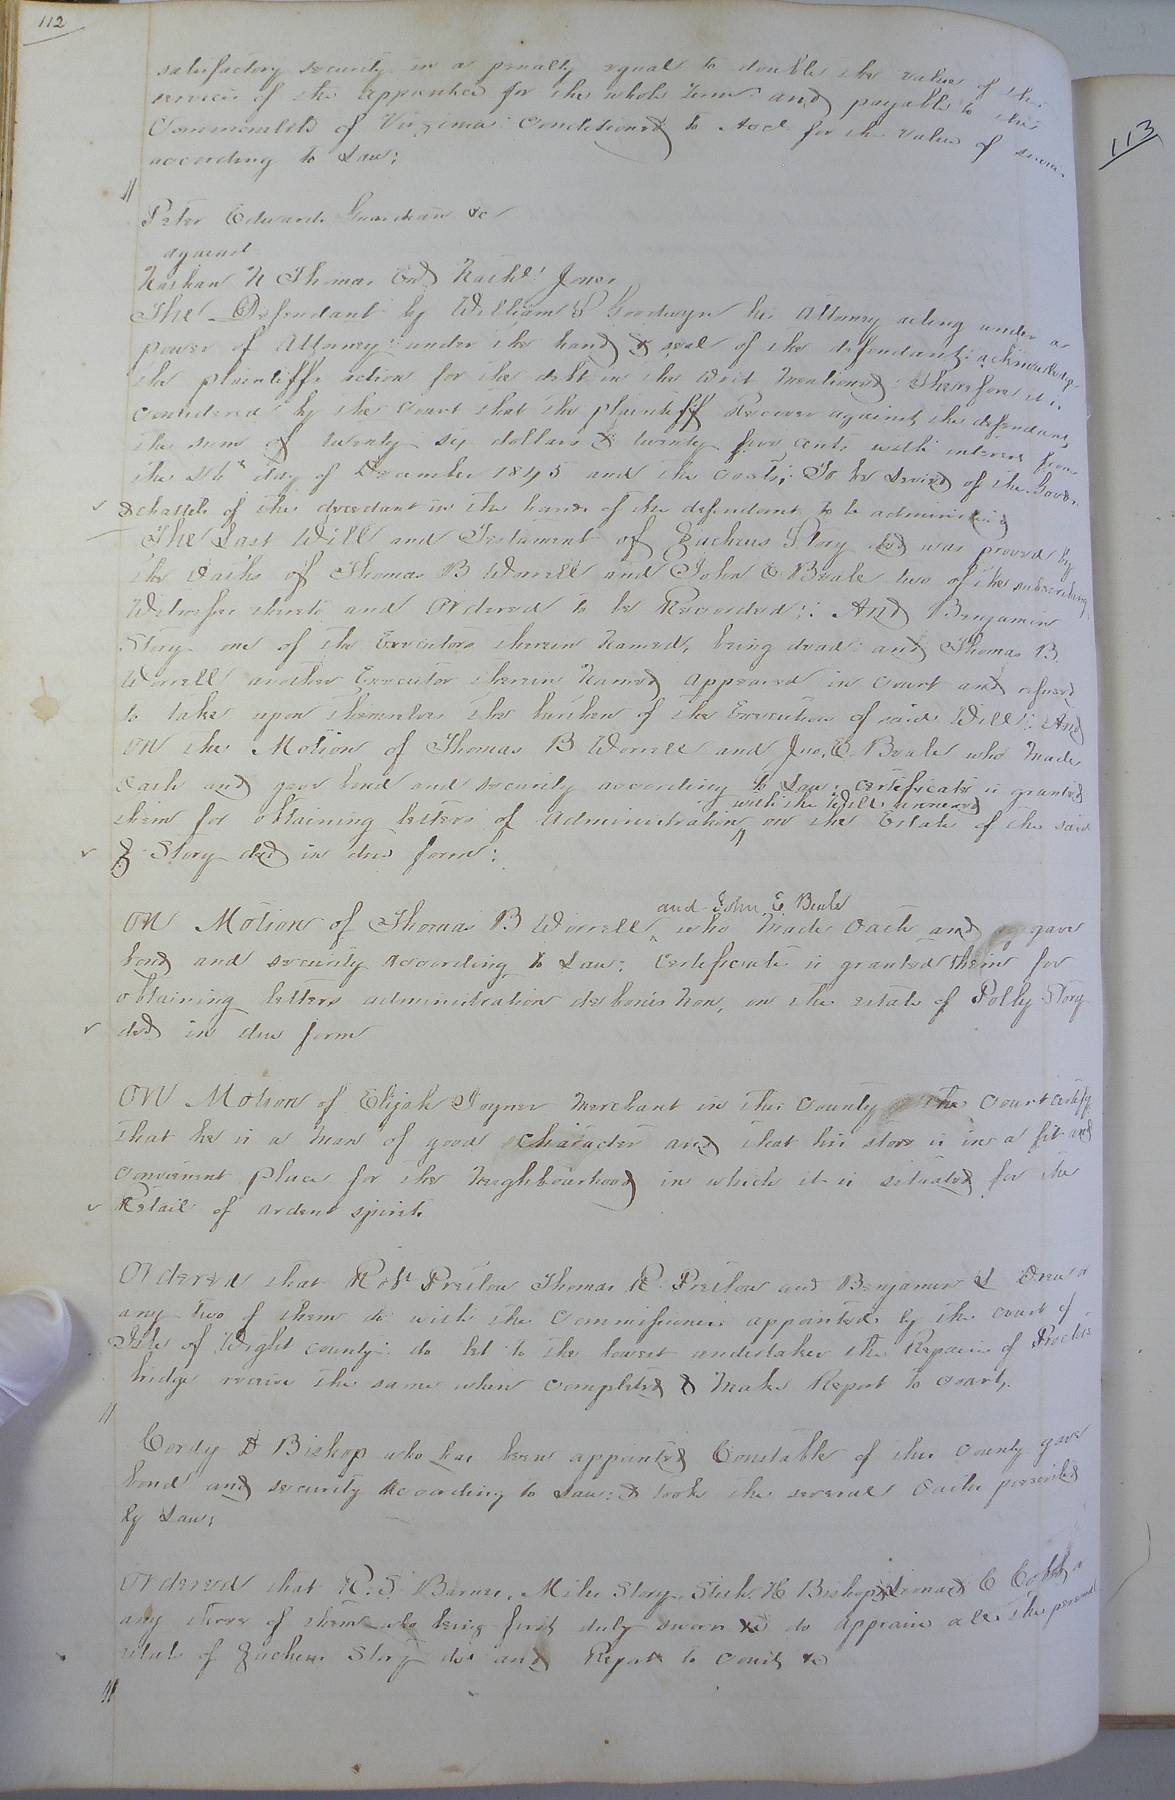 112
satisfactory security in a penalty equal to double the value of the
services of the apprentice for the whole Term: and payable to the
Commonwealth of Virginia: Conditioned to Acct for the value of
according to Law;
Peter Edwards Guardian &c
against
Nathan N Thomas and Nathl Jones
The Defendant by William S Goodwyn his Attorney acting under a
power of Attorney: under the hand & seal of the defendant; acknowledge
the plaintiffs action for the debt in the Writ Mentioned: Therefore it is
considered by the Court that the plaintiff Recover against the defendant
the sum of twenty six dollars & twenty five cents with interest from
the 26th day of December 1845 and the costs; To be Levied of the Goods
& chattels of the decedant in the hands of the defendant to be administered
The Last Will and Testament of Zacheus Story decd was proved by
the Oaths of Thomas B Worrell and John E Beale two of the subscribing
Witnesses thereto and Ordered to be Recorded:. And Benjamin
Story one of the Executors therein Named, being dead: and Thomas B.
Worrell another Executor therein Named appeared in Court and refused
to take upon themselves the burthen of the Execution of said Will: And
On the Motion of Thomas B Worrell and Jno. E. Beale who Made
Oath and gave bond and security according to Law; certificate is granted
them for obtaining letters of Administration with the Will annexed on the Estate of the said
Z Story decd in due form:
On Motion of Thomas B Worrell and John E Beale who Made Oath and gave
bond and security according to Law: Certificate is granted them for
obtaining letters administration debonis non, on the estate of Polly Story
decd in due form
On Motion of Elijah Joyner Merchant in this County the Court certify
that he is a Man of good character and that his store is in a fit and
convenient place for the Neighbourhood in which it is situated for the
Retail of ardent spirits
Ordered that Robt Pretlow Thomas R. Pretlow and Benjamin Drew or
any two of them do with the Commissioners appointed by the court of
Isle of Wight county: do let to the lowest undertaker the Repairs of
bridge receive the same when completed & Make Report to Court,.
Cordy D Bishop who has been appointed Constable of this County gave
bond and security According to Law: & took the several Oaths prescribed
by Law;
Ordered that R. S. Barnes, Miles Story, Steth. H Bishop & Leonard C Cobb, or
any three of them who being first duly sworn &c do appraise all the personal
estate of Zacheus Story dec and Report to Court &c
113